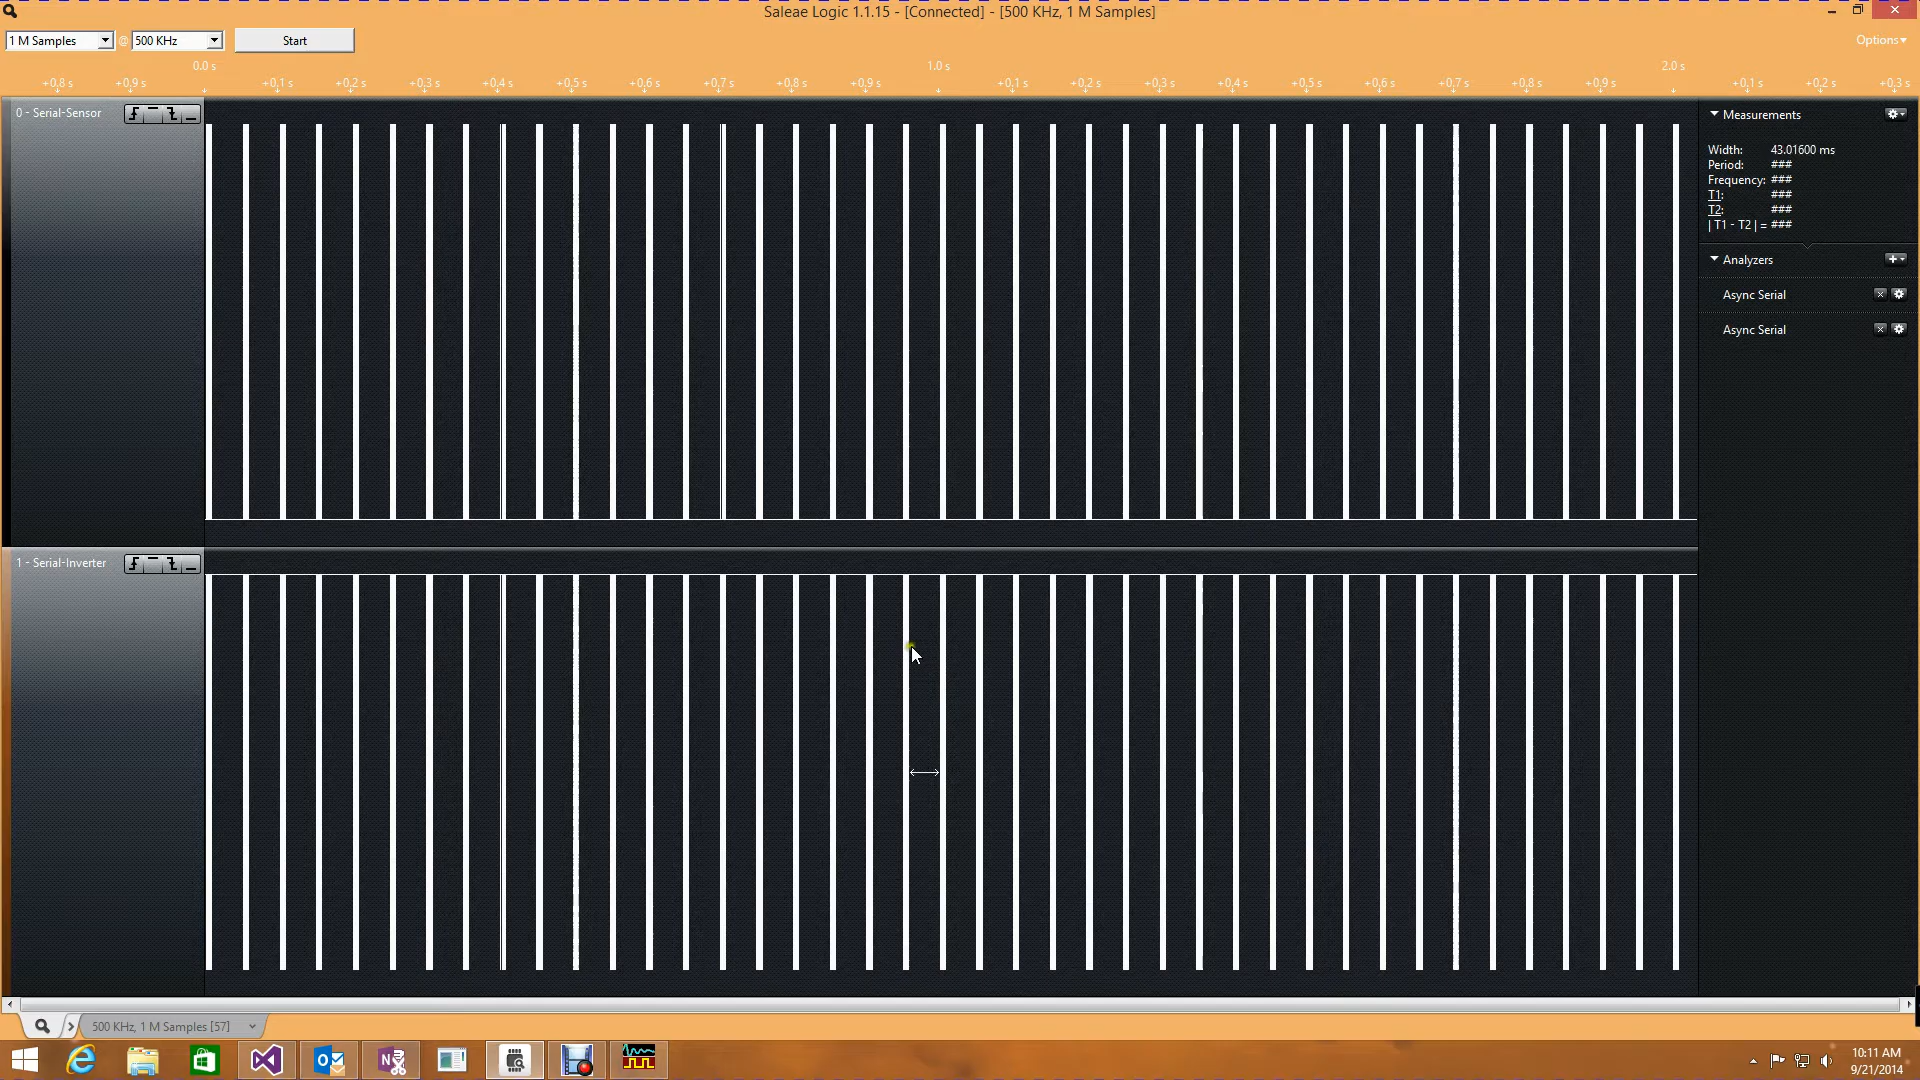 Saleae Logic 1.1.15 - [Connected] - [500 KHz, 1 M Samples]
1 M Samples @ 500 KHz Start Options
0.0 s 1.0 s 2.0 s
+0.8 s +0.9 s +0.1 s +0.2 s +0.3 s +0.4 s +0.5 s +0.6 s +0.7 s +0.8 s +0.9 s +0.1 s +0.2 s +0.3 s +0.4 s +0.5 s +0.6 s +0.7 s +0.8 s +0.9 s +0.1 s +0.2 s +0.3 s
0 - Serial-Sensor
1 - Serial-Inverter
Measurements
Width: 43.01600 ms
Period: ###
Frequency: ###
T1: ###
T2: ###
| T1 - T2 | = ###
Analyzers
Async Serial
Async Serial
500 KHz, 1 M Samples [57]
10:11 AM
9/21/2014